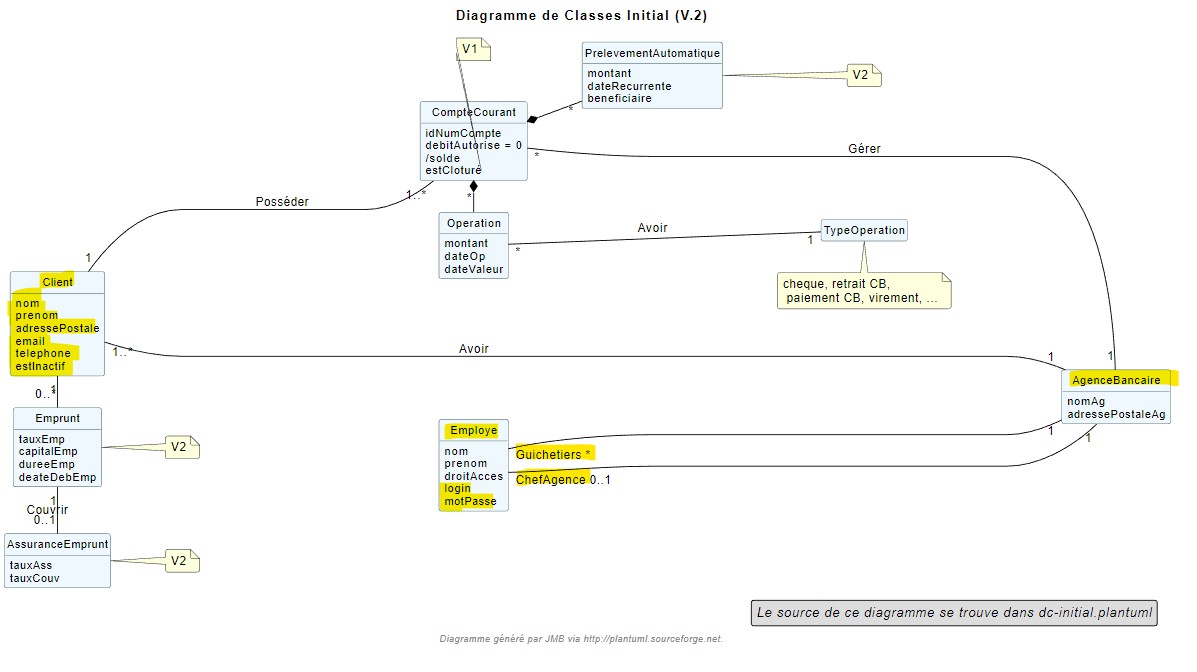 Diagramme de Classes Initial (V.2)
V1
PrelevementAutomatique
montant
dateRecurrente
beneficiaire
V2
CompteCourant
idNumCompte
debitAutorise = 0
/solde
estCloturé
*
*
Gérer
1..*
Posséder
*
1
Operation
montant
dateOp
dateValeur
*
Avoir
1
TypeOperation
cheque, retrait CB,
paiement CB, virement, ...
Client
nom
prenom
adressePostale
email
telephone
estInactif
1..*
Avoir
1
1
AgenceBancaire
nomAg
adressePostaleAg
1
0..*
Emprunt
tauxEmp
capitalEmp
dureeEmp
deateDebEmp
V2
Employe
nom
prenom
droitAcces
login
motPasse
Guichetiers *
1
ChefAgence 0..1
1
1
Couvrir
0..1
AssuranceEmprunt
tauxAss
tauxCouv
V2
Le source de ce diagramme se trouve dans dc-initial.plantuml
Diagramme généré par JMB via http://plantuml.sourceforge.net.